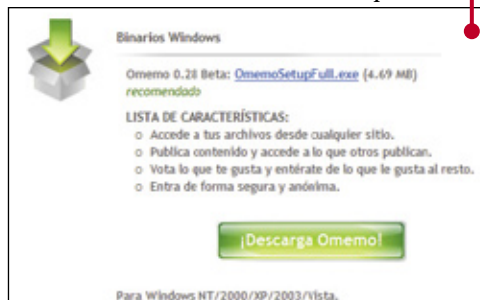 Binarios Windows
Omemo 0.28 Beta: OmemoSetupFull.exe (4.69 MB)
recomendado
LISTA DE CARACTERÍSTICAS:
o Accede a tus archivos desde cualquier sitio.
o Publica contenido y accede a lo que otros publican.
o Vota lo que te gusta y entérate de lo que le gusta al resto.
o Entra de forma segura y anónima.
¡Descarga Omemo!
Para Windows NT/2000/XP/2003/Vista.